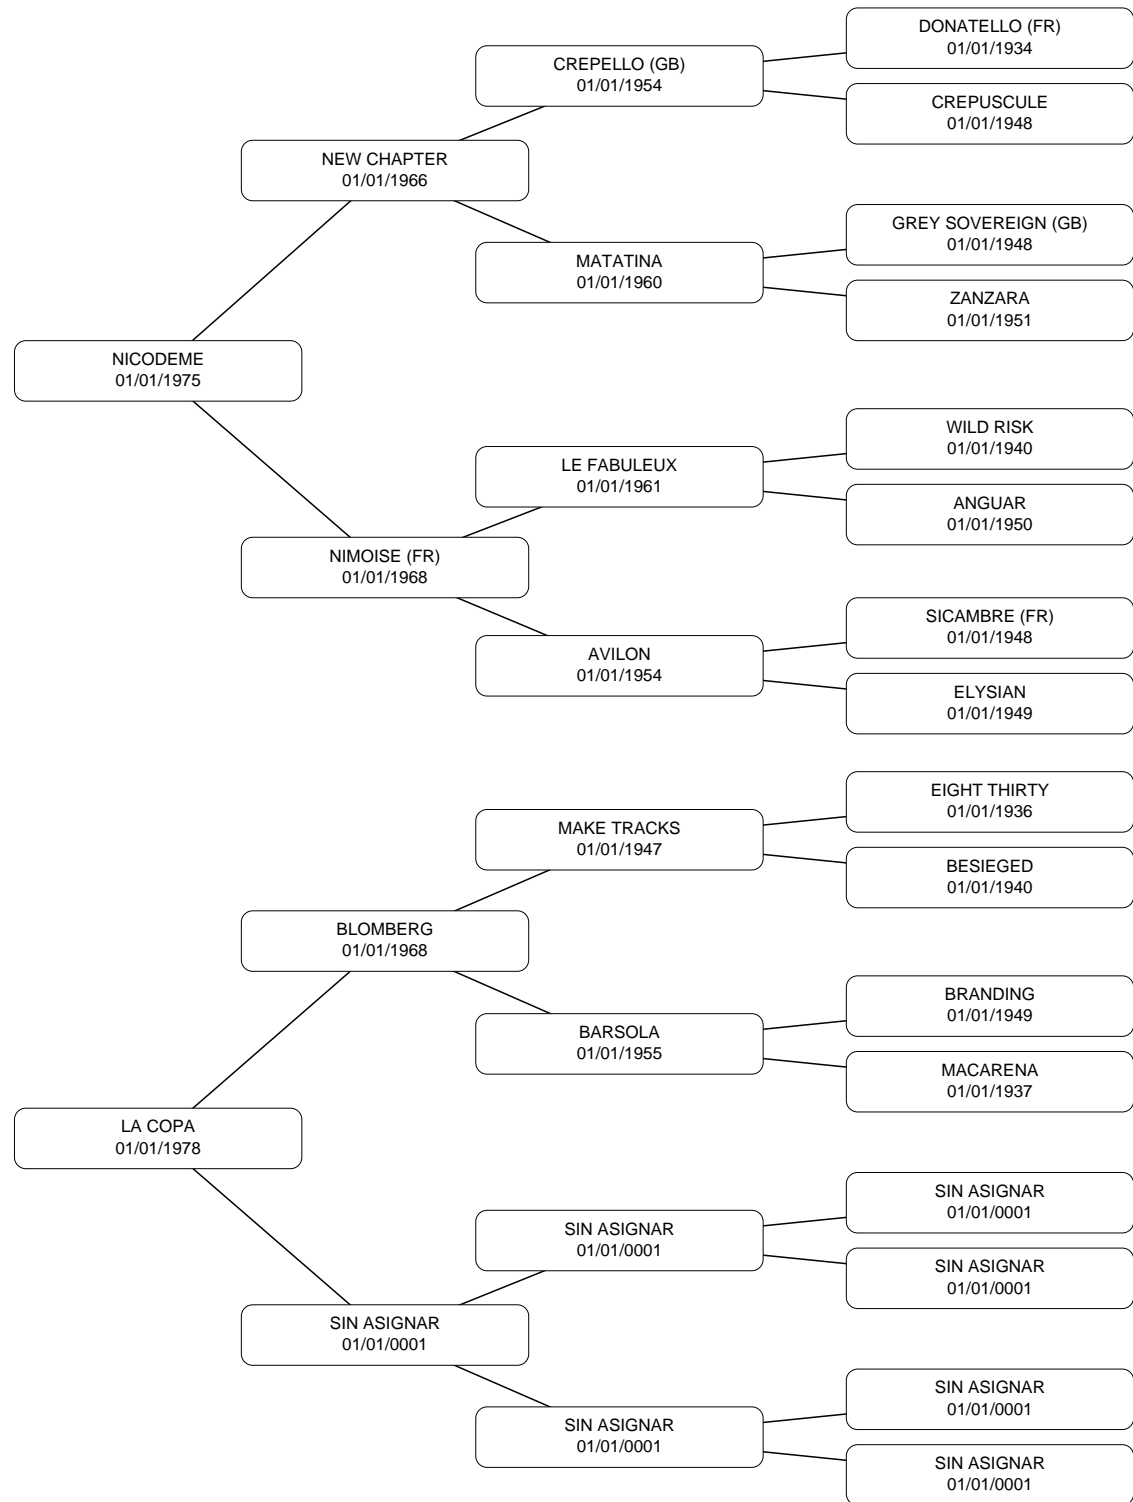 DONATELLO (FR)
01/01/1934
CREPELLO (GB)
01/01/1954
CREPUSCULE
01/01/1948
NEW CHAPTER
01/01/1966
GREY SOVEREIGN (GB)
01/01/1948
MATATINA
01/01/1960
ZANZARA
01/01/1951
NICODEME
01/01/1975
WILD RISK
01/01/1940
LE FABULEUX
01/01/1961
ANGUAR
01/01/1950
NIMOISE (FR)
01/01/1968
SICAMBRE (FR)
01/01/1948
AVILON
01/01/1954
ELYSIAN
01/01/1949
EIGHT THIRTY
01/01/1936
MAKE TRACKS
01/01/1947
BESIEGED
01/01/1940
BLOMBERG
01/01/1968
BRANDING
01/01/1949
BARSOLA
01/01/1955
MACARENA
01/01/1937
LA COPA
01/01/1978
SIN ASIGNAR
01/01/0001
SIN ASIGNAR
01/01/0001
SIN ASIGNAR
01/01/0001
SIN ASIGNAR
01/01/0001
SIN ASIGNAR
01/01/0001
SIN ASIGNAR
01/01/0001
SIN ASIGNAR
01/01/0001